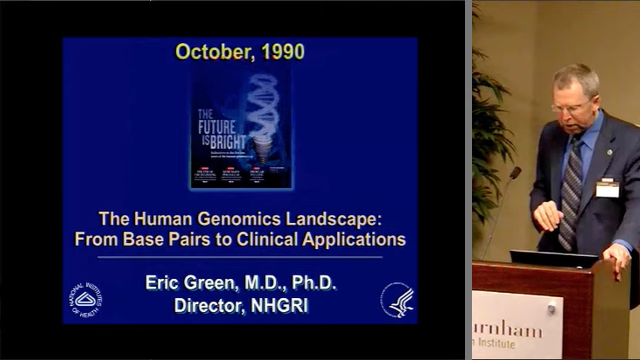 October, 1990
THE
FUTURE
IS
BRIGHT
The Human Genomics Landscape:
From Base Pairs to Clinical Applications
Eric Green, M.D., Ph.D.
Director, NHGRI
NATIONAL INSTITUTES
OF HEALTH
urnham
Institute